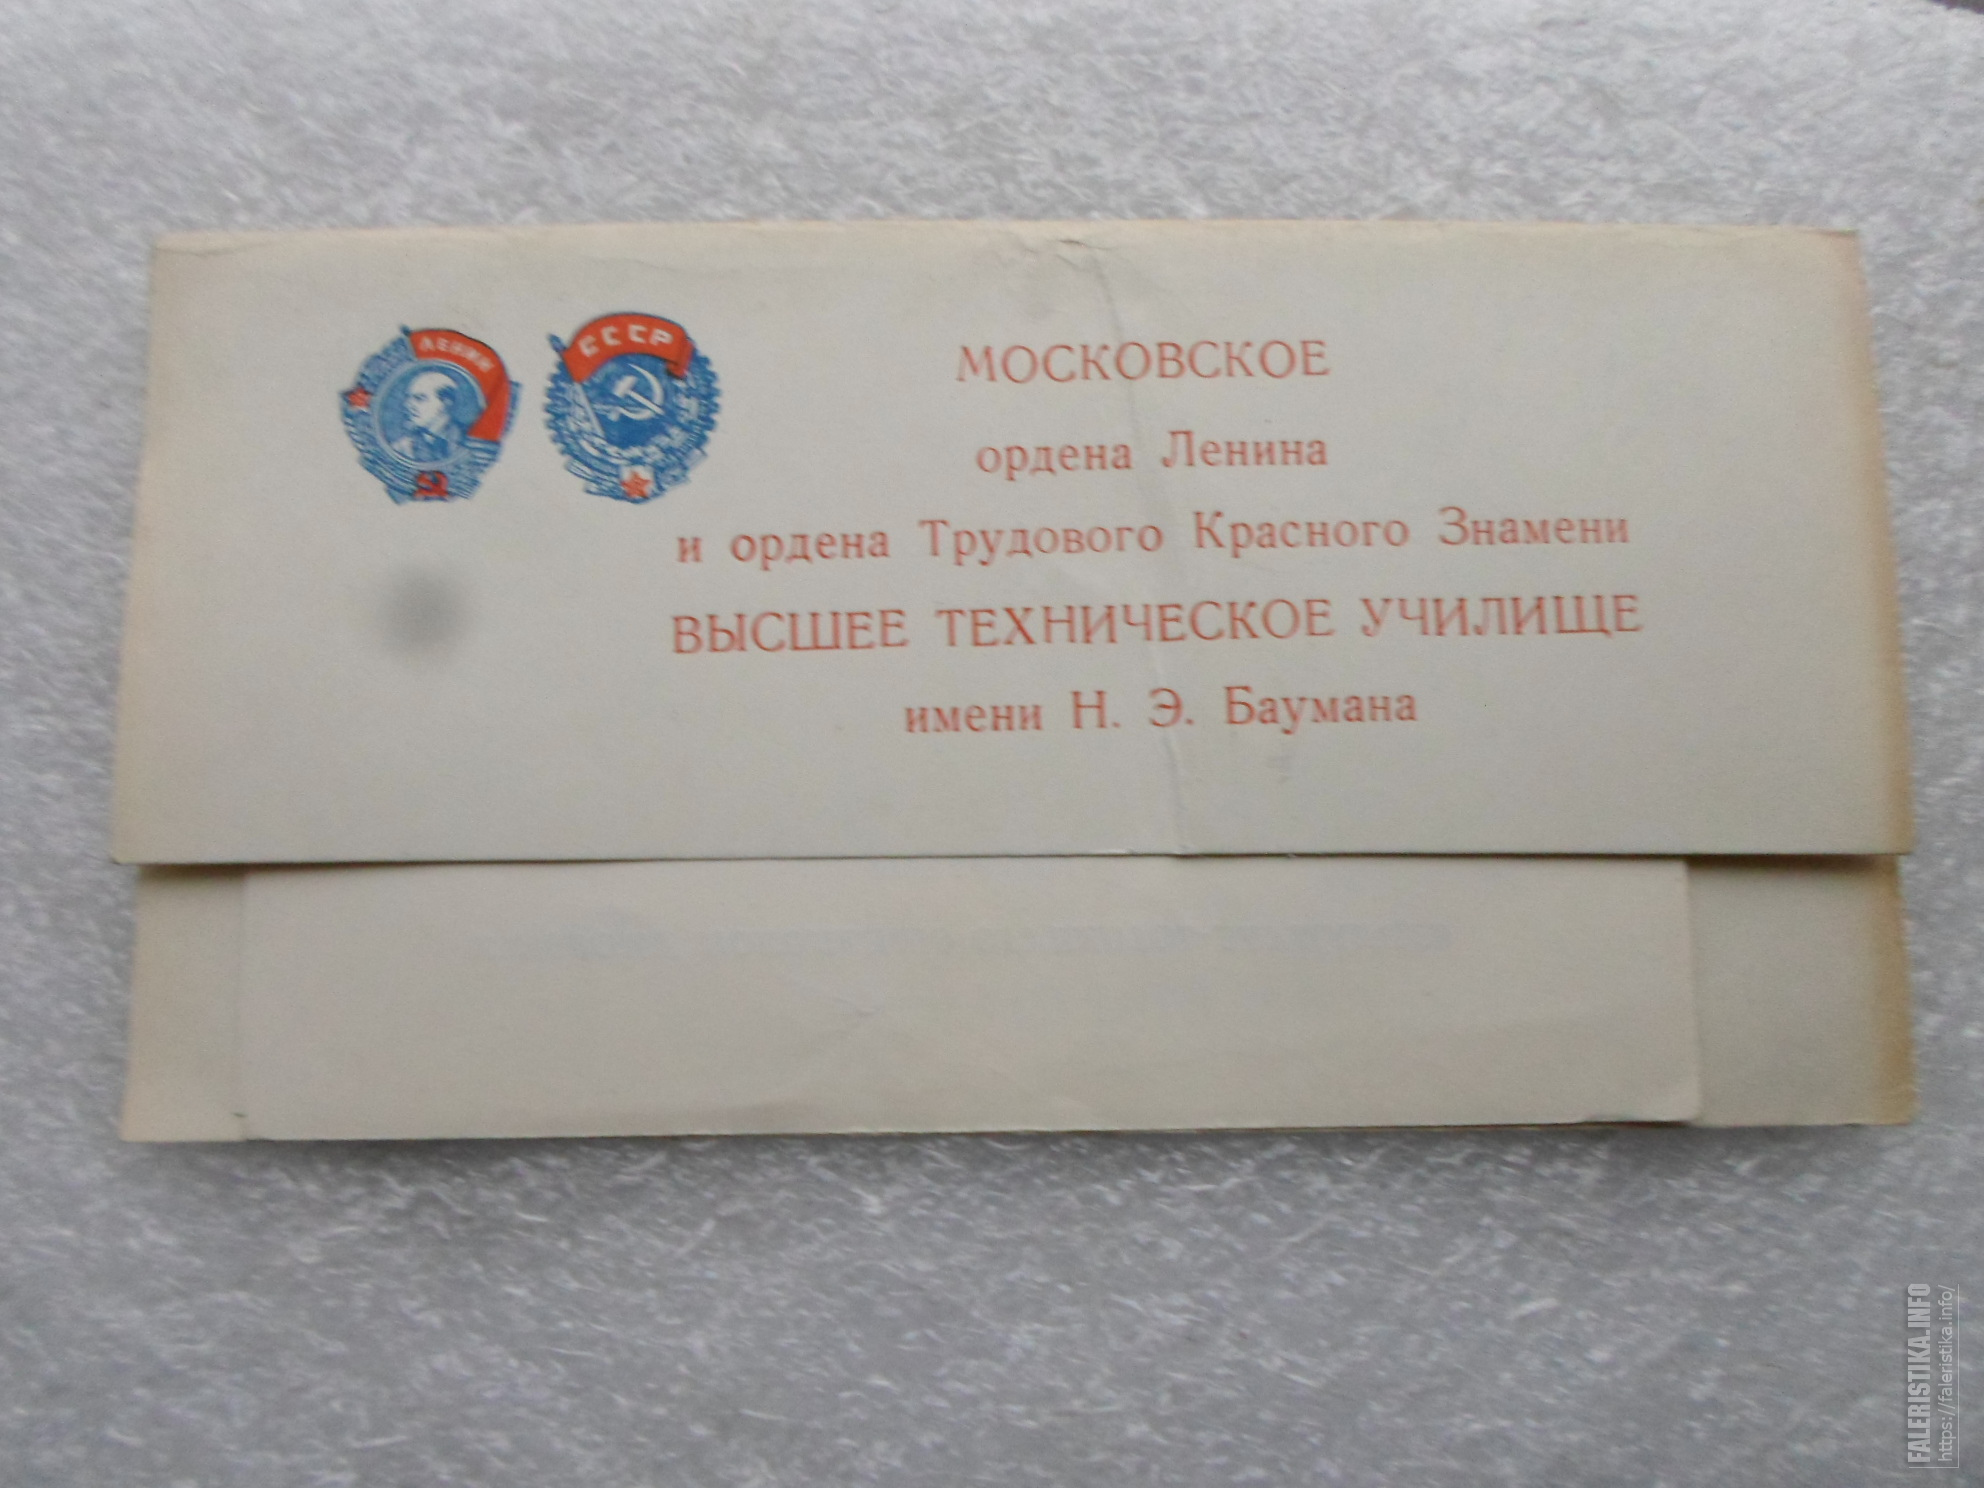 ЛЕНИН
СССР
МОСКОВСКОЕ
ордена Ленина
и ордена Трудового Красного Знамени
ВЫСШЕЕ ТЕХНИЧЕСКОЕ УЧИЛИЩЕ
имени Н. Э. Баумана
FALERISTIKA.INFO
https://faleristika.info/